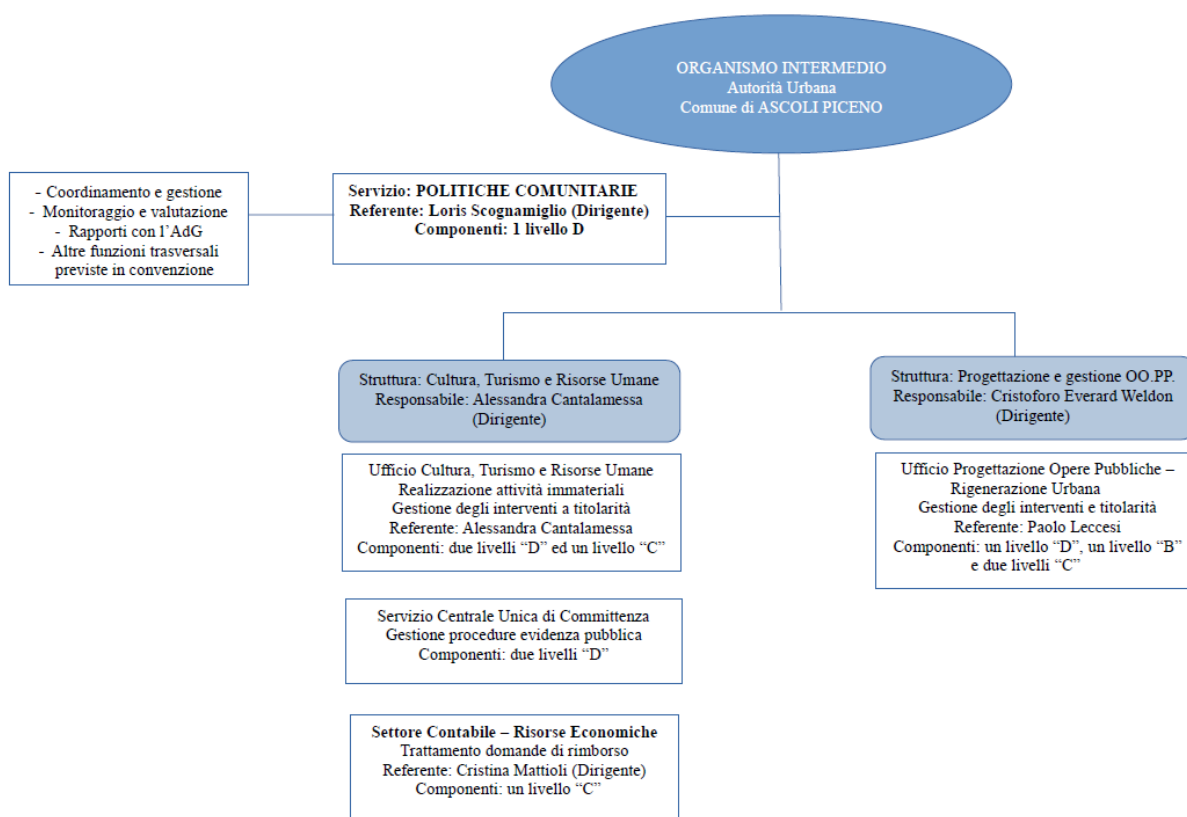 ORGANISMO INTERMEDIO
Autorità Urbana
Comune di ASCOLI PICENO
- Coordinamento e gestione
- Monitoraggio e valutazione
- Rapporti con l'AdG
- Altre funzioni trasversali
previste in convenzione
Servizio: POLITICHE COMUNITARIE
Referente: Loris Scognamiglio (Dirigente)
Componenti: 1 livello D
Struttura: Cultura, Turismo e Risorse Umane
Responsabile: Alessandra Cantalamessa
(Dirigente)
Struttura: Progettazione e gestione OO.PP.
Responsabile: Cristoforo Everard Weldon
(Dirigente)
Ufficio Cultura, Turismo e Risorse Umane
Realizzazione attività immateriali
Gestione degli interventi a titolarità
Referente: Alessandra Cantalamessa
Componenti: due livelli “D” ed un livello “C”
Ufficio Progettazione Opere Pubbliche –
Rigenerazione Urbana
Gestione degli interventi e titolarità
Referente: Paolo Leccesi
Componenti: un livello “D”, un livello “B”
e due livelli “C”
Servizio Centrale Unica di Committenza
Gestione procedure evidenza pubblica
Componenti: due livelli “D”
Settore Contabile – Risorse Economiche
Trattamento domande di rimborso
Referente: Cristina Mattioli (Dirigente)
Componenti: un livello “C”